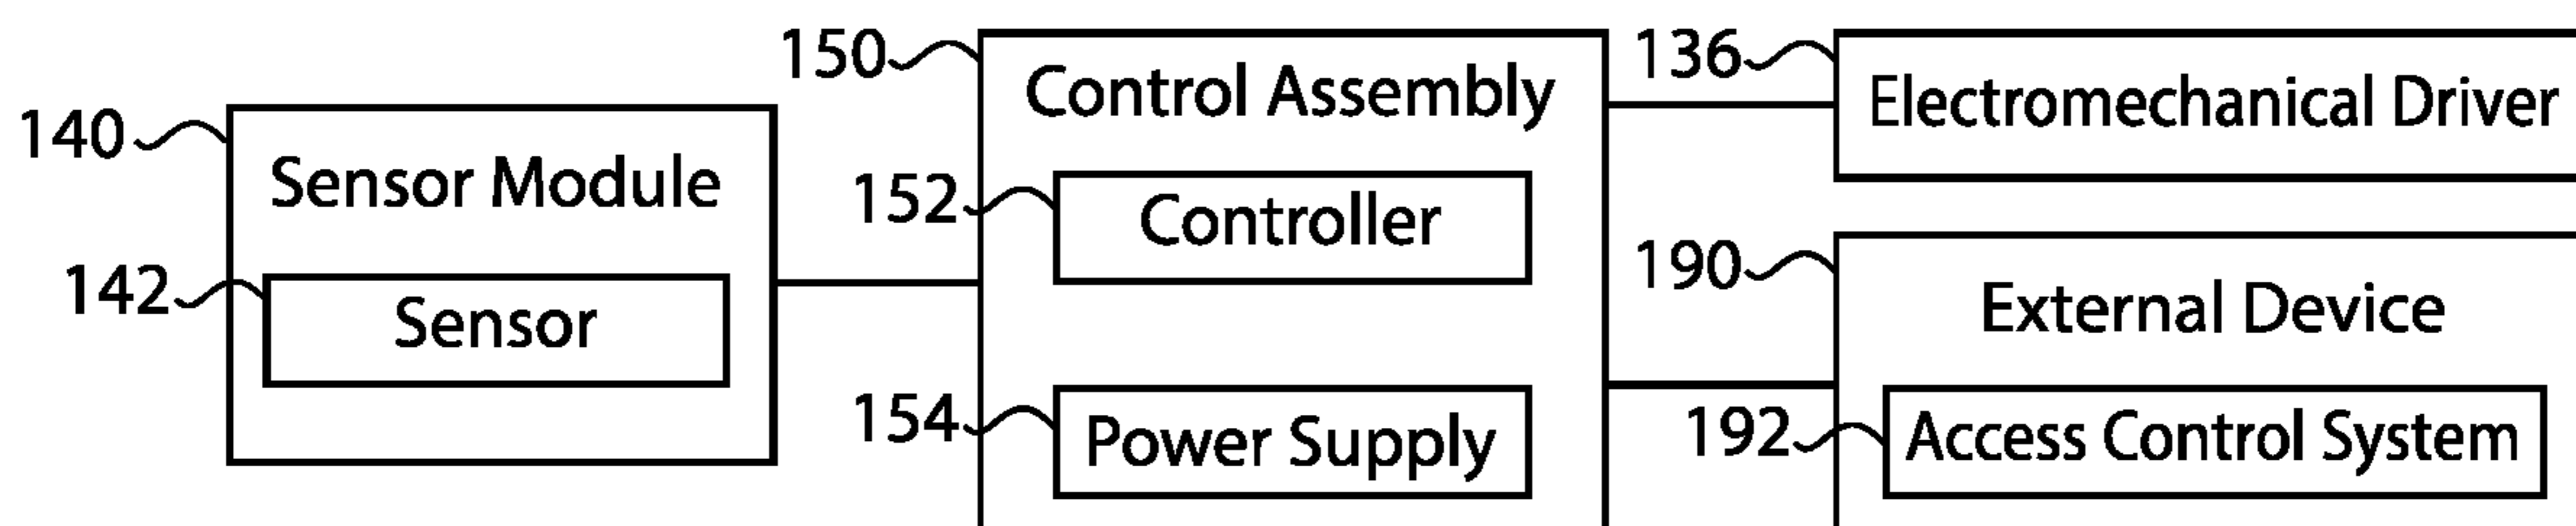 140
Sensor Module
142
Sensor
150
Control Assembly
152
Controller
154
Power Supply
136
Electromechanical Driver
190
External Device
192
Access Control System